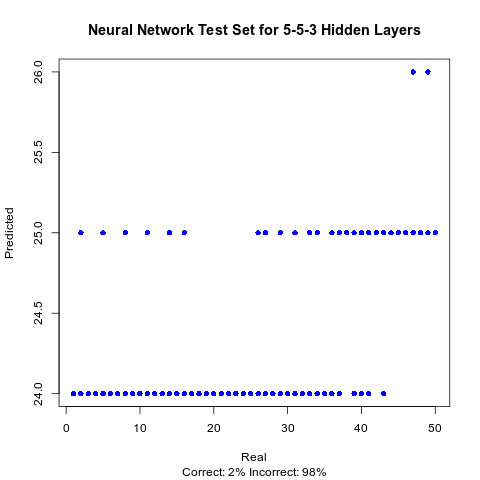 Neural Network Test Set for 5-5-3 Hidden Layers
26.0
25.5
25.0
24.5
24.0
Predicted
0 10 20 30 40 50
Real
Correct: 2% Incorrect: 98%